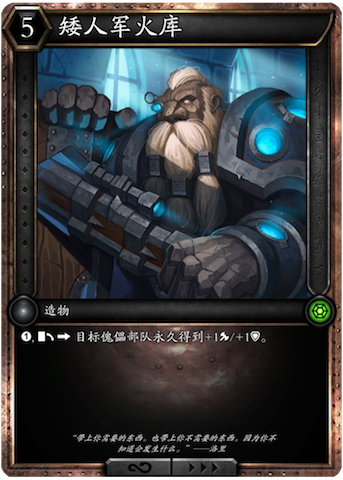 5 矮人军火库
造物
1,➡目标傀儡部队永久得到+1/+1。
“带上你需要的东西。也带上你不需要的东西。因为你不
知道会发生什么。”——洛里